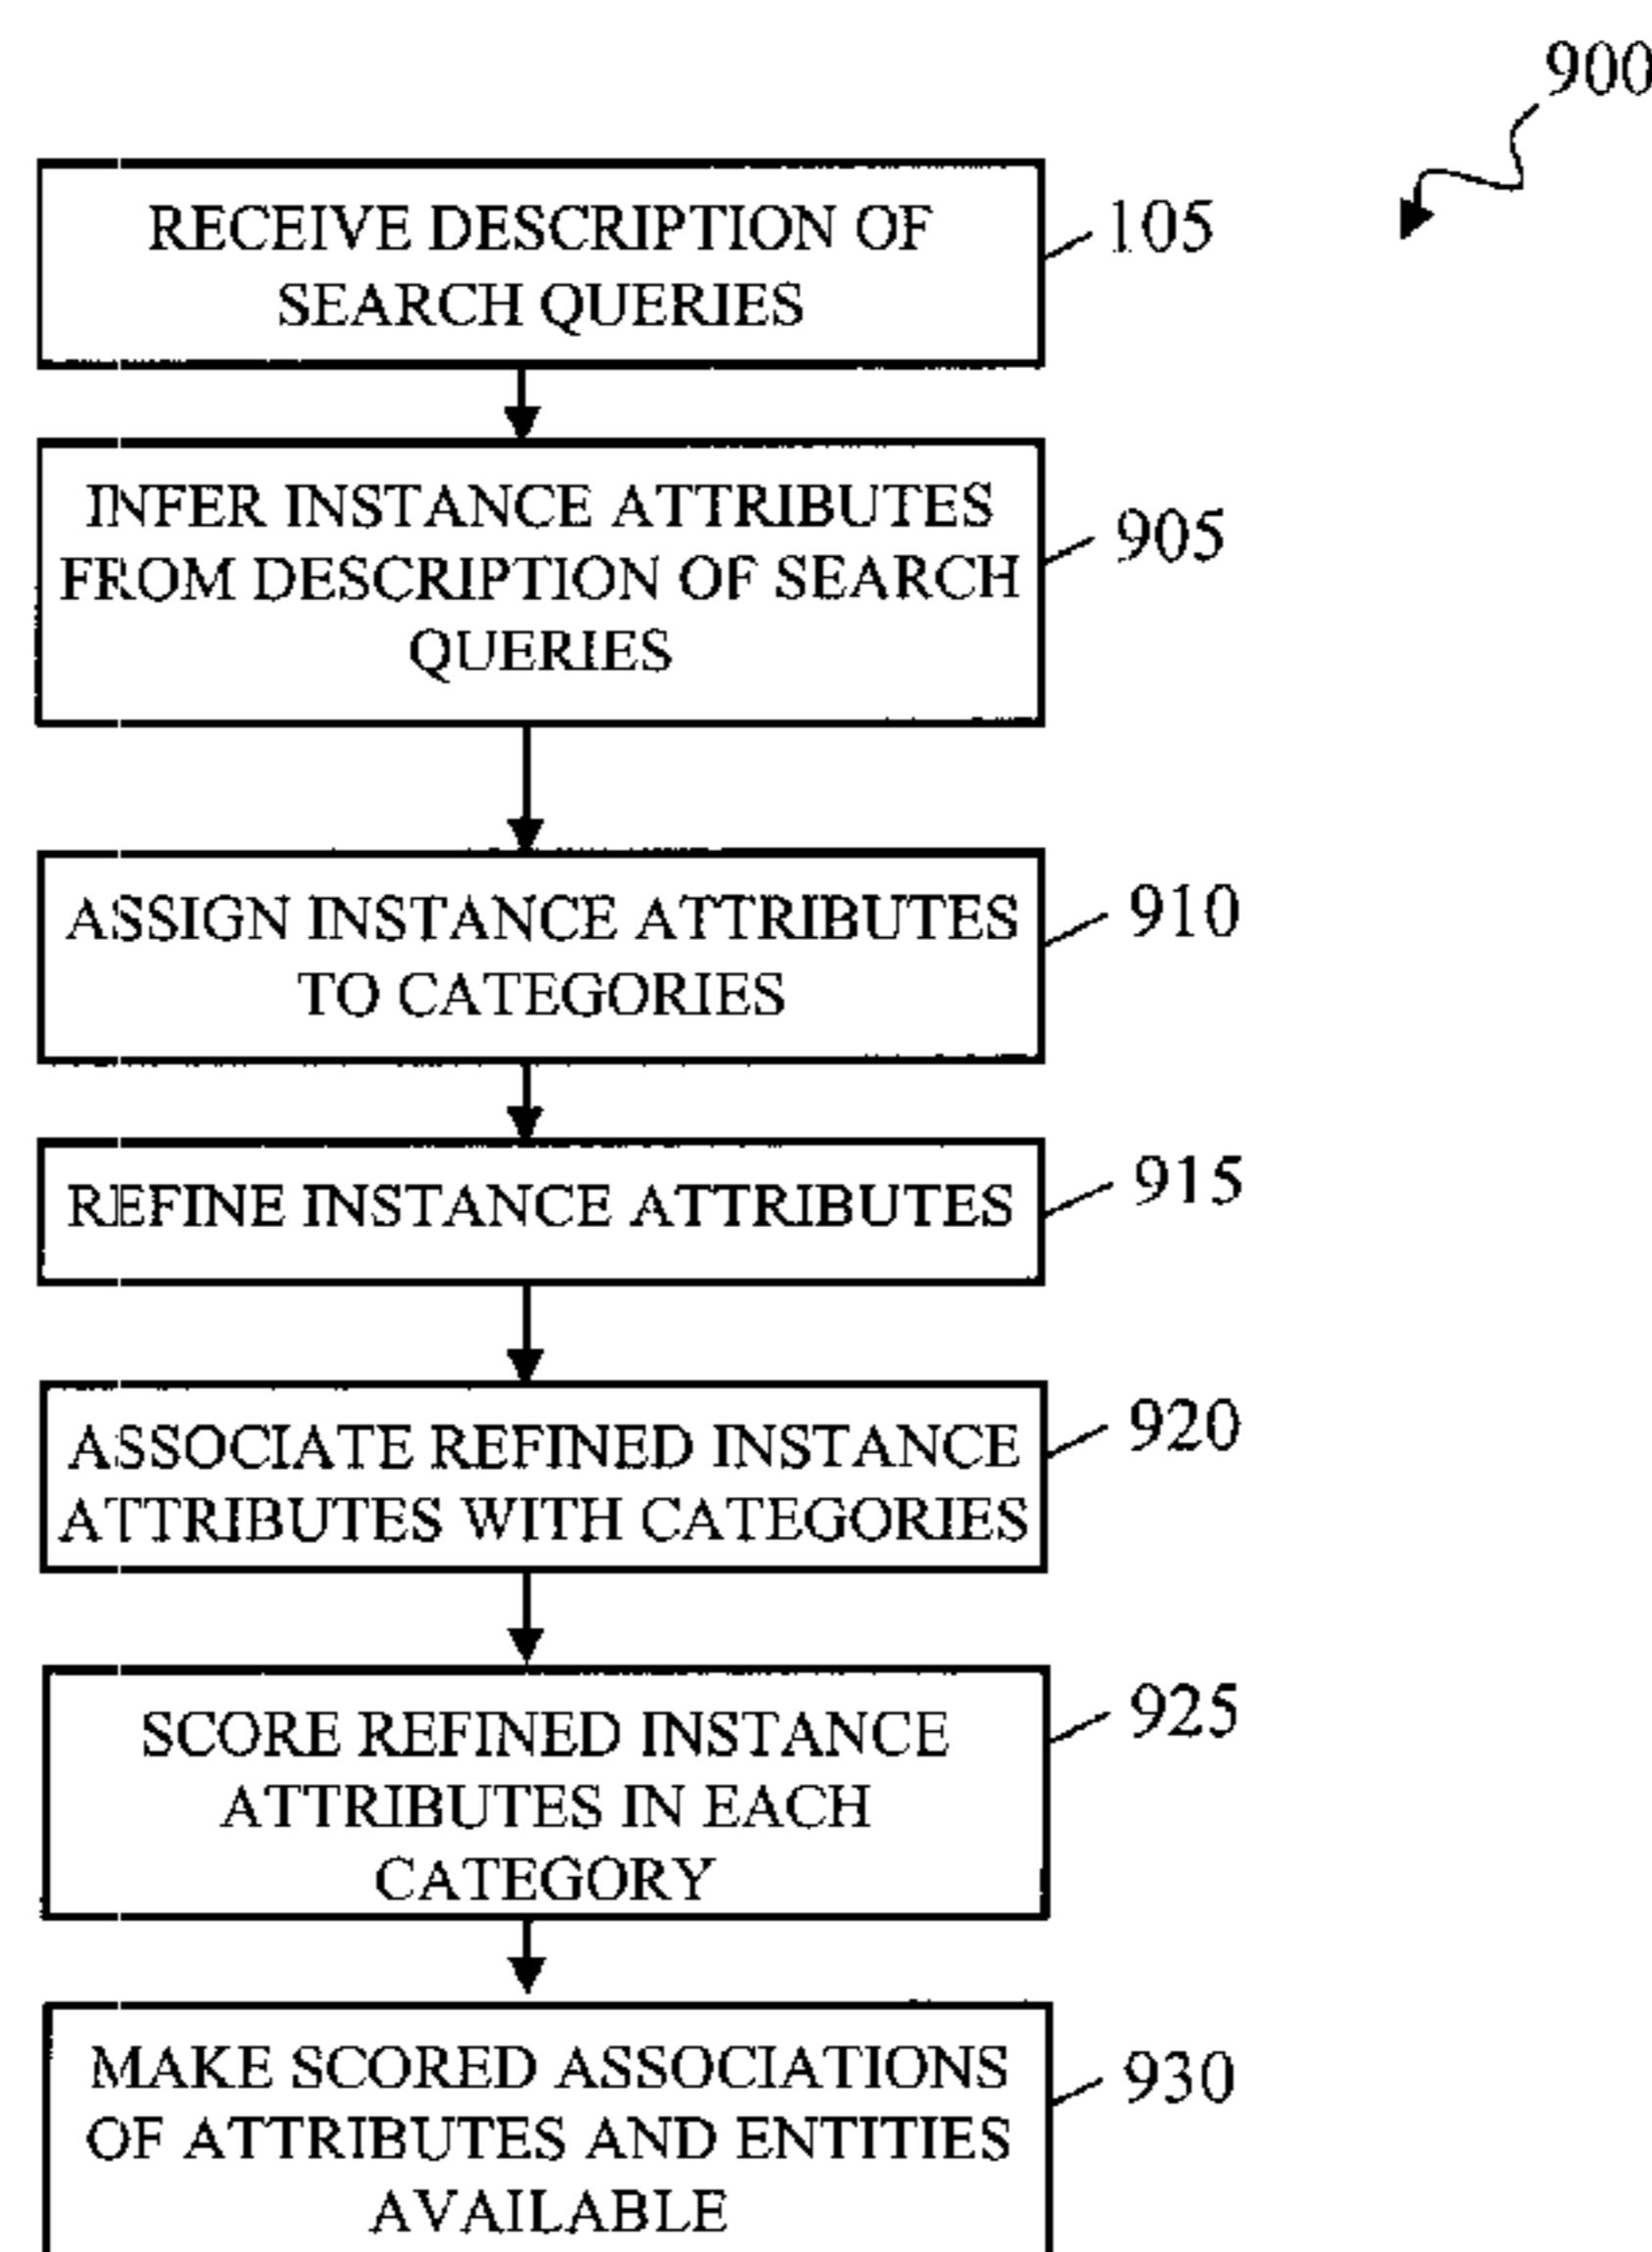 900
RECEIVE DESCRIPTION OF
SEARCH QUERIES
105
INFER INSTANCE ATTRIBUTES
FROM DESCRIPTION OF SEARCH
QUERIES
905
ASSIGN INSTANCE ATTRIBUTES
TO CATEGORIES
910
REFINE INSTANCE ATTRIBUTES
915
ASSOCIATE REFINED INSTANCE
ATTRIBUTES WITH CATEGORIES
920
SCORE REFINED INSTANCE
ATTRIBUTES IN EACH
CATEGORY
925
MAKE SCORED ASSOCIATIONS
OF ATTRIBUTES AND ENTITIES
AVAILABLE
930